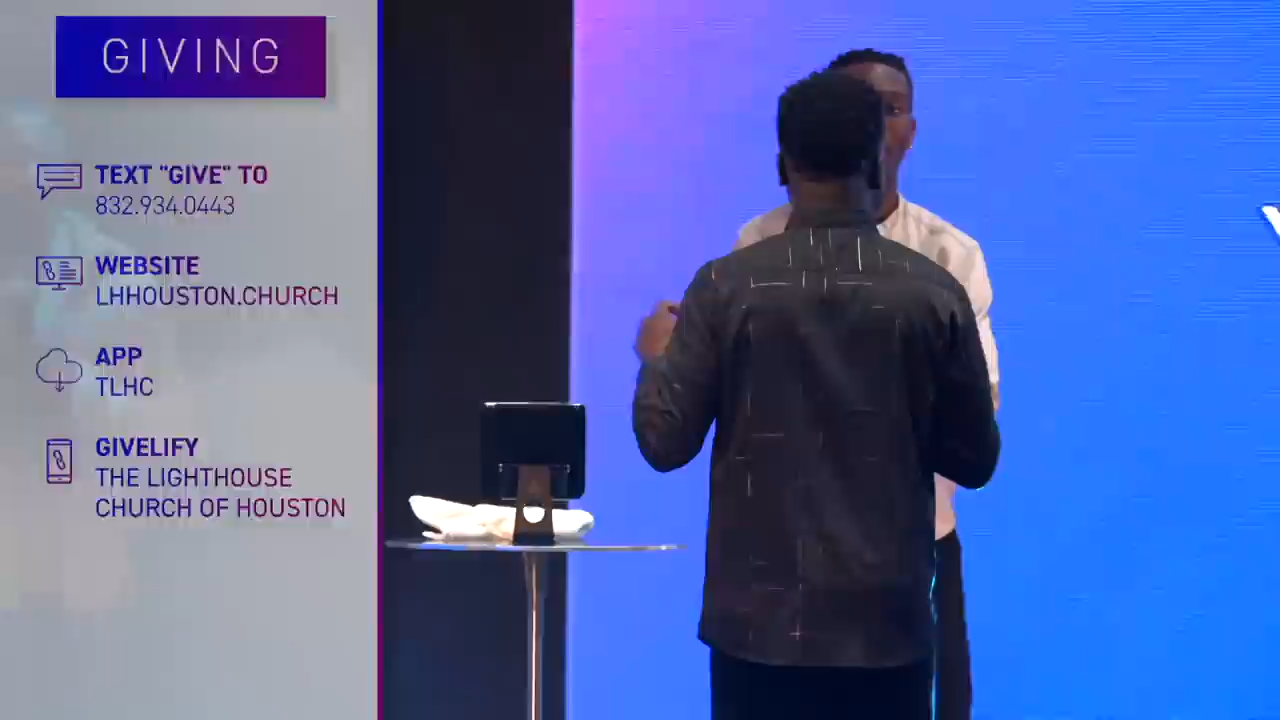 GIVING
TEXT "GIVE" TO
832.934.0443
WEBSITE
LHHOUSTON.CHURCH
APP
TLHC
GIVELIFY
THE LIGHTHOUSE
CHURCH OF HOUSTON